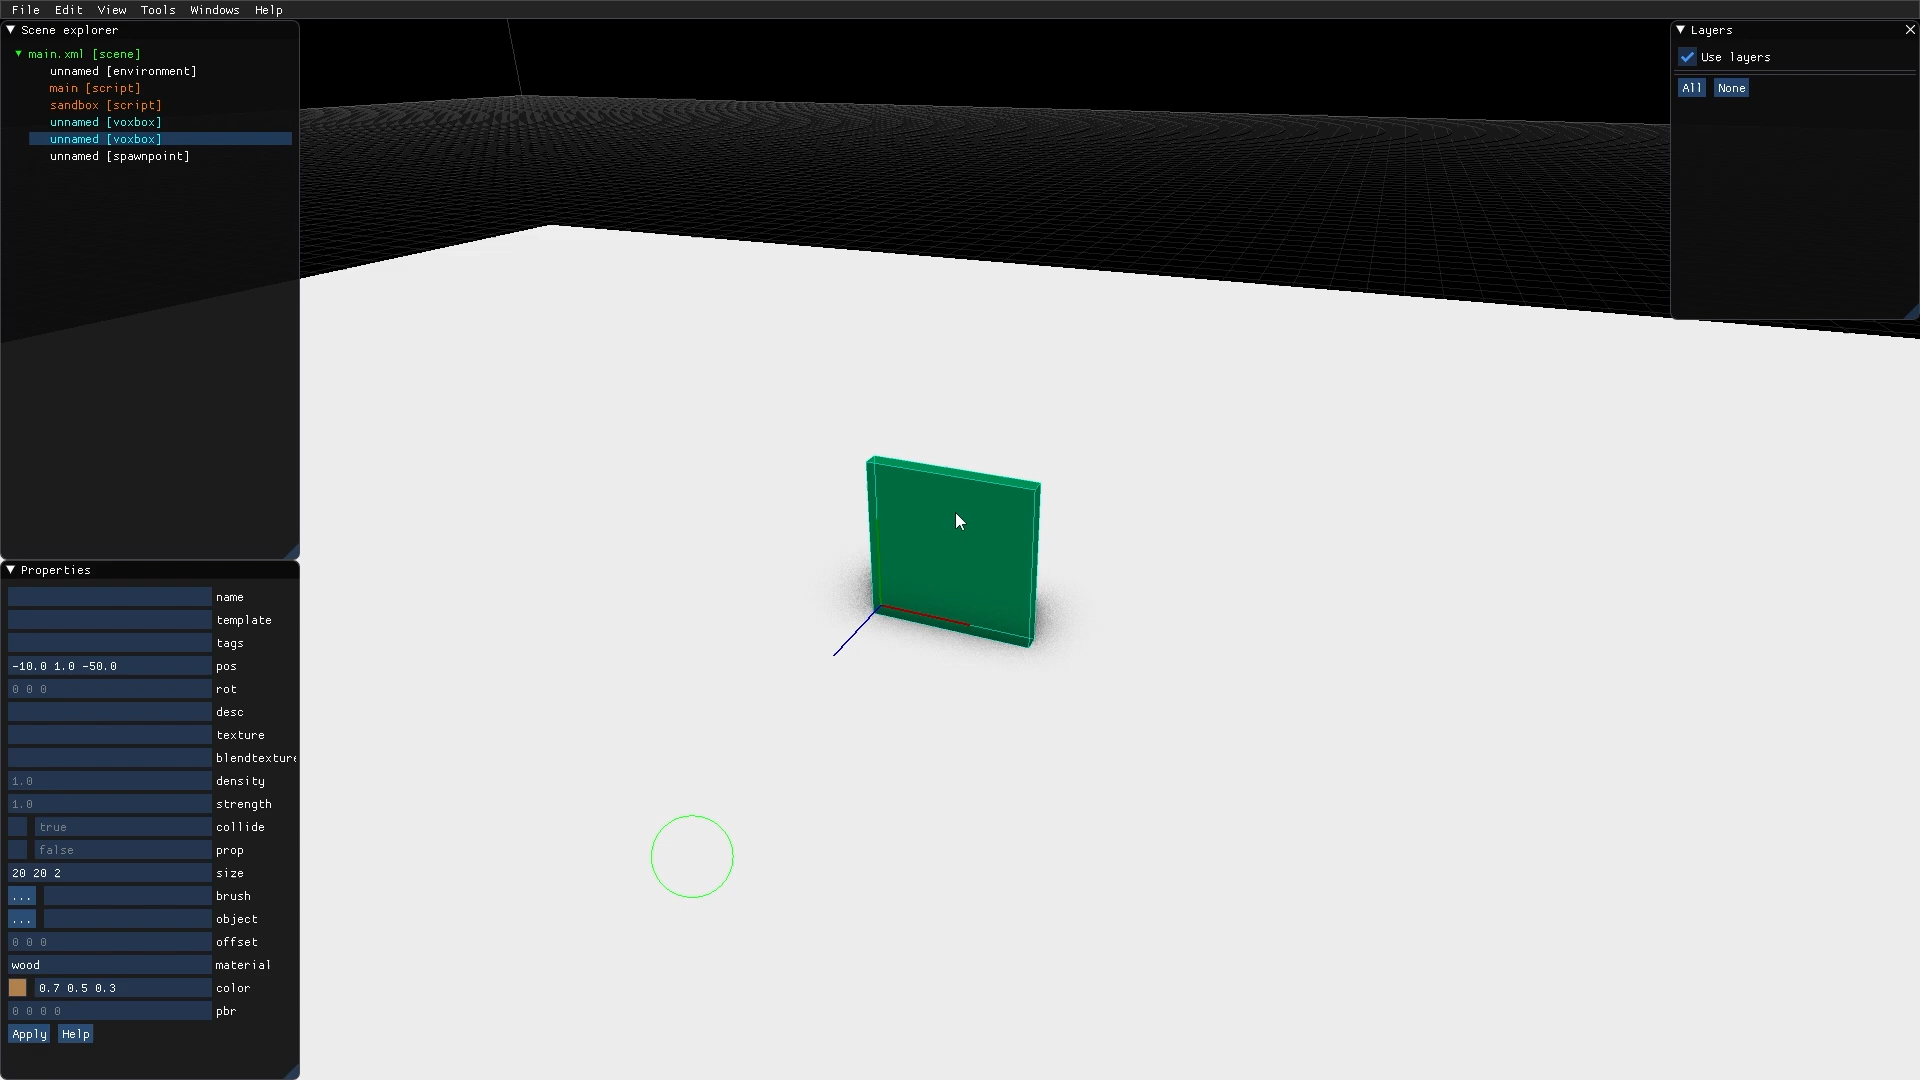 File Edit View Tools Windows Help
Scene explorer
main.xml [scene]
unnamed [environment]
main [script]
sandbox [script]
unnamed [voxbox]
unnamed [voxbox]
unnamed [spawnpoint]
Properties
name
template
tags
-10.0 1.0 -50.0 pos
0 0 0 rot
desc
texture
blendtexture
1.0 density
1.0 strength
true collide
false prop
20 20 2 size
... brush
... object
0 0 0 offset
wood material
0.7 0.5 0.3 color
0 0 0 0 pbr
Apply Help
Layers
Use layers
All None